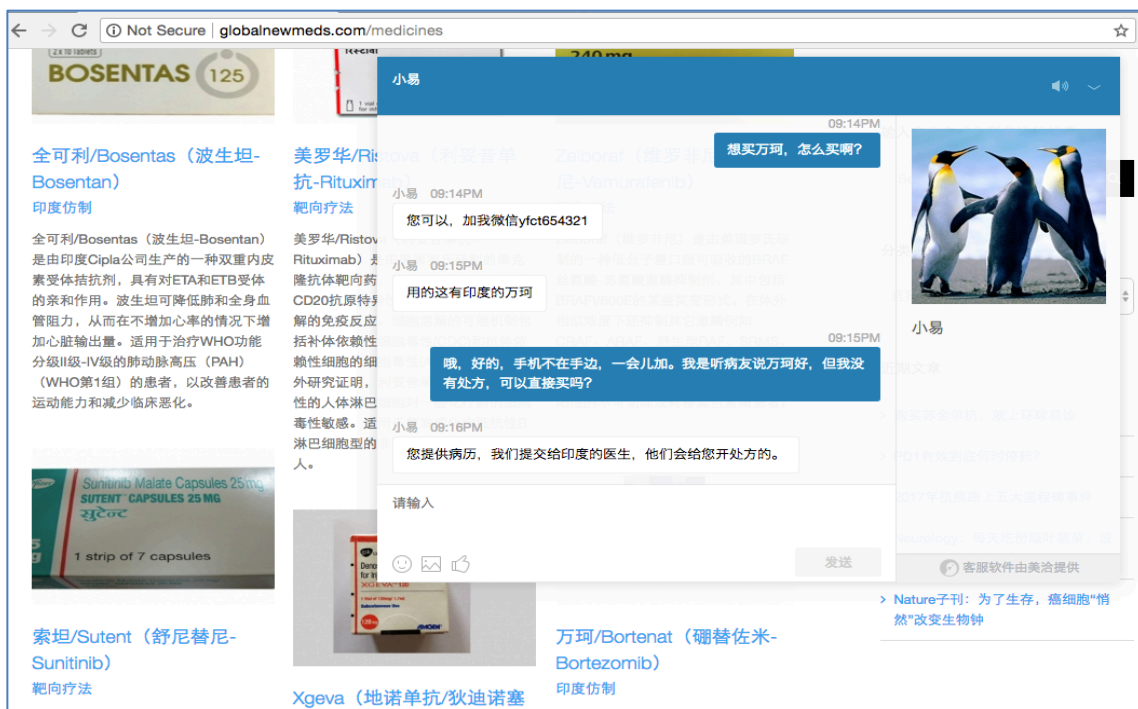 Not Secure | globalnewmeds.com/medicines
2x10 Tablets
BOSENTAS 125
240 mg
全可利/Bosentas（波生坦-
Bosentan）
印度仿制
全可利/Bosentas（波生坦-Bosentan）
是由印度Cipla公司生产的一种双重内皮
素受体拮抗剂，具有对ETA和ETB受体
的亲和作用。波生坦可降低肺和全身血
管阻力，从而在不增加心率的情况下增
加心脏输出量。适用于治疗WHO功能
分级II级-IV级的肺动脉高压（PAH）
（WHO第1组）的患者，以改善患者的
运动能力和减少临床恶化。
美罗华/Ristova（利妥昔单
抗-Rituximab）
靶向疗法
美罗华/Ristova
Rituximab）是
隆抗体靶向药
CD20抗原特异
解的免疫反应
括补体依赖性
赖性细胞的细
外研究证明，
性的人体淋巴
毒性敏感。适
淋巴细胞型的
人。
Zelboraf（维罗非尼
尼-Vemurafenib）
小易
09:14PM
想买万珂，怎么买啊？
小易 09:14PM
您可以，加我微信yfct654321
小易 09:15PM
用的这有印度的万珂
09:15PM
哦，好的，手机不在手边，一会儿加。我是听病友说万珂好，但我没
有处方，可以直接买吗？
小易 09:16PM
您提供病历，我们提交给印度的医生，他们会给您开处方的。
请输入
发送
小易
客服软件由美洽提供
Nature子刊：为了生存，癌细胞“悄
然”改变生物钟
Sunitinib Malate Capsules 25mg
SUTENT CAPSULES 25 MG
सुटेन्ट
1 strip of 7 capsules
索坦/Sutent（舒尼替尼-
Sunitinib）
靶向疗法
XGEVA
Xgeva（地诺单抗/狄迪诺塞
万珂/Bortenat（硼替佐米-
Bortezomib）
印度仿制